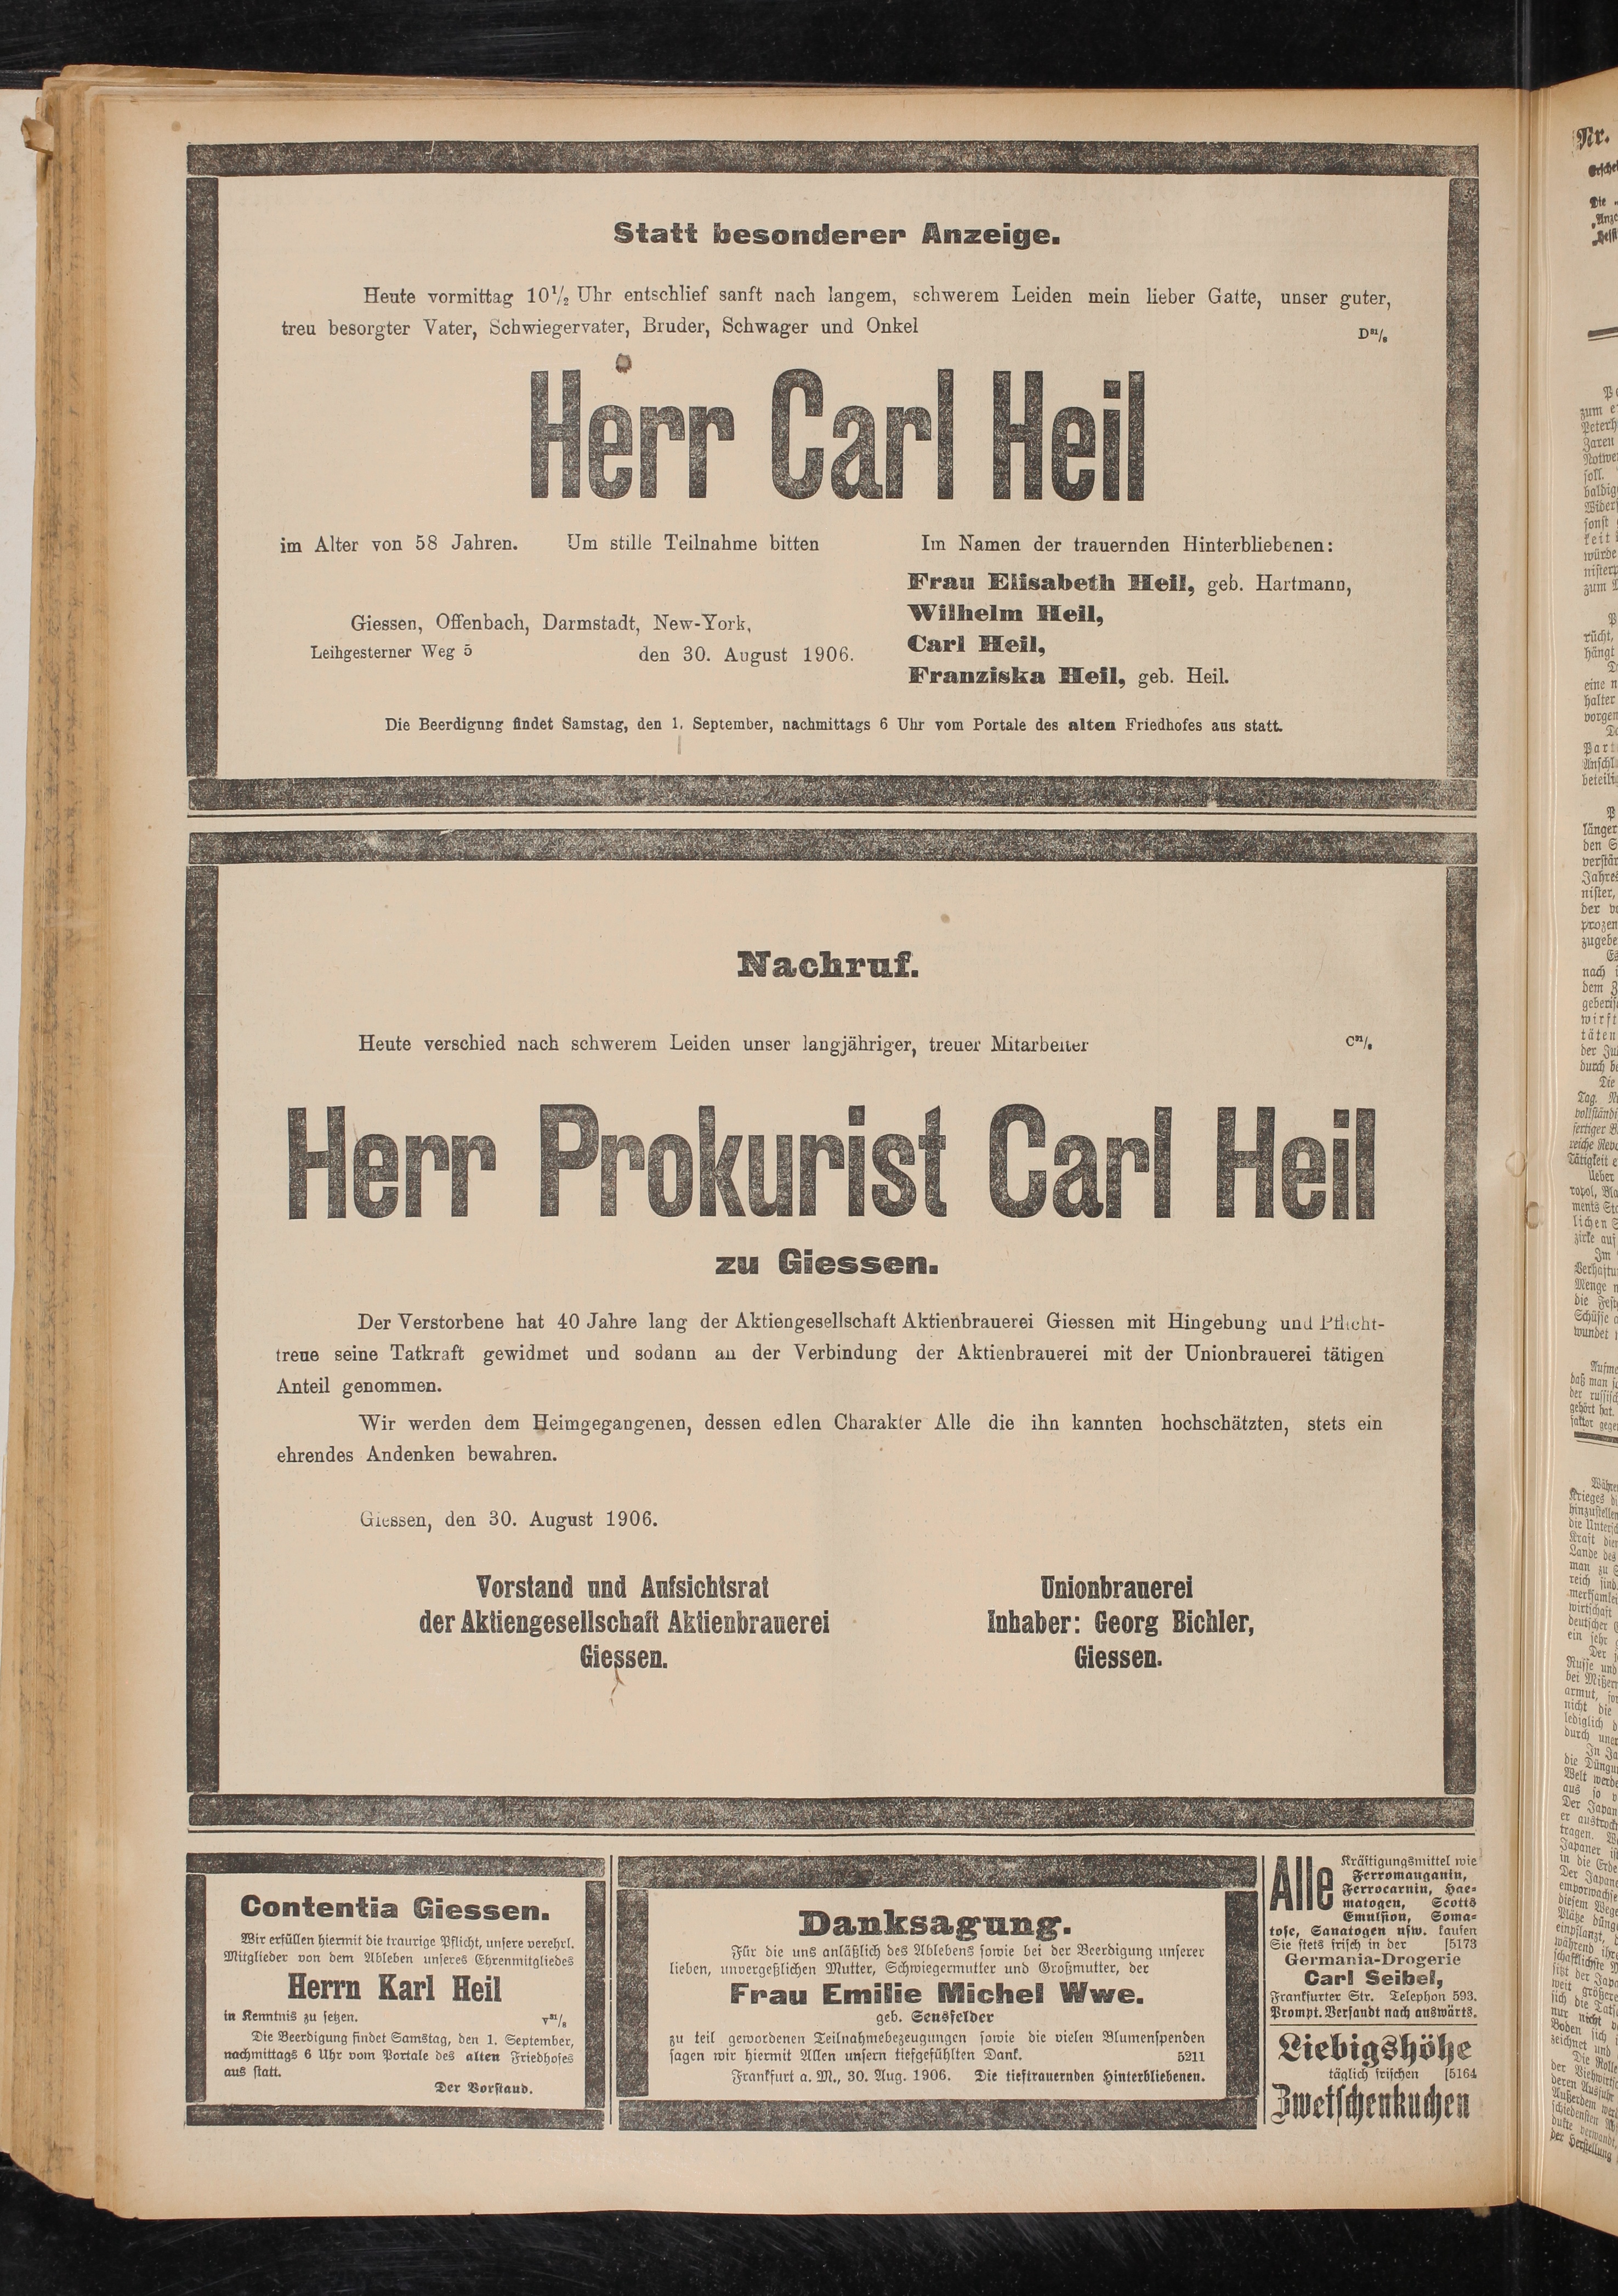 Statt besonderer Anzeige.
Heute vormittag 10½ Uhr entschlief sanft nach langem, schwerem Leiden mein lieber Gatte, unser guter,
treu besorgter Vater, Schwiegervater, Bruder, Schwager und Onkel
D³¹/₈
Herr Carl Heil
im Alter von 58 Jahren. Um stille Teilnahme bitten
Giessen, Offenbach, Darmstadt, New-York,
Leihgesterner Weg 5
den 30. August 1906.
Im Namen der trauernden Hinterbliebenen:
Frau Elisabeth Heil, geb. Hartmann,
Wilhelm Heil,
Carl Heil,
Franziska Heil, geb. Heil.
Die Beerdigung findet Samstag, den 1. September, nachmittags 6 Uhr vom Portale des alten Friedhofes aus statt.
Nachruf.
Heute verschied nach schwerem Leiden unser langjähriger, treuer Mitarbeiter
C³¹/₈
Herr Prokurist Carl Heil
zu Giessen.
Der Verstorbene hat 40 Jahre lang der Aktiengesellschaft Aktienbrauerei Giessen mit Hingebung und Pflicht-
treue seine Tatkraft gewidmet und sodann an der Verbindung der Aktienbrauerei mit der Unionbrauerei tätigen
Anteil genommen.
Wir werden dem Heimgegangenen, dessen edlen Charakter Alle die ihn kannten hochschätzten, stets ein
ehrendes Andenken bewahren.
Giessen, den 30. August 1906.
Vorstand und Aufsichtsrat
der Aktiengesellschaft Aktienbrauerei
Giessen.
Unionbrauerei
Inhaber: Georg Bichler,
Giessen.
Contentia Giessen.
Wir erfüllen hiermit die traurige Pflicht, unsere verehrl.
Mitglieder von dem Ableben unseres Ehrenmitgliedes
Herrn Karl Heil
in Kenntnis zu setzen.
v³¹/₈
Die Beerdigung findet Samstag, den 1. September,
nachmittags 6 Uhr vom Portale des alten Friedhofes
aus statt.
Der Vorstand.
Danksagung.
Für die uns anläßlich des Ablebens sowie bei der Beerdigung unserer
lieben, unvergeßlichen Mutter, Schwiegermutter und Großmutter, der
Frau Emilie Michel Wwe.
geb. Sensfelder
zu teil gewordenen Teilnahmebezeugungen sowie die vielen Blumenspenden
sagen wir hiermit Allen unsern tiefgefühlten Dank. 5211
Frankfurt a. M., 30. Aug. 1906. Die tieftrauernden Hinterbliebenen.
Alle Kräftigungsmittel wie
Ferromanganin,
Ferrocarnin, Hae-
matogen, Scotts
Emulsion, Soma-
tose, Sanatogen usw. kaufen
Sie stets frisch in der [5173
Germania-Drogerie
Carl Seibel,
Frankfurter Str. Telephon 593.
Prompt. Versandt nach auswärts.
Liebigshöhe
täglich frischen [5164
Zwetschenkuchen